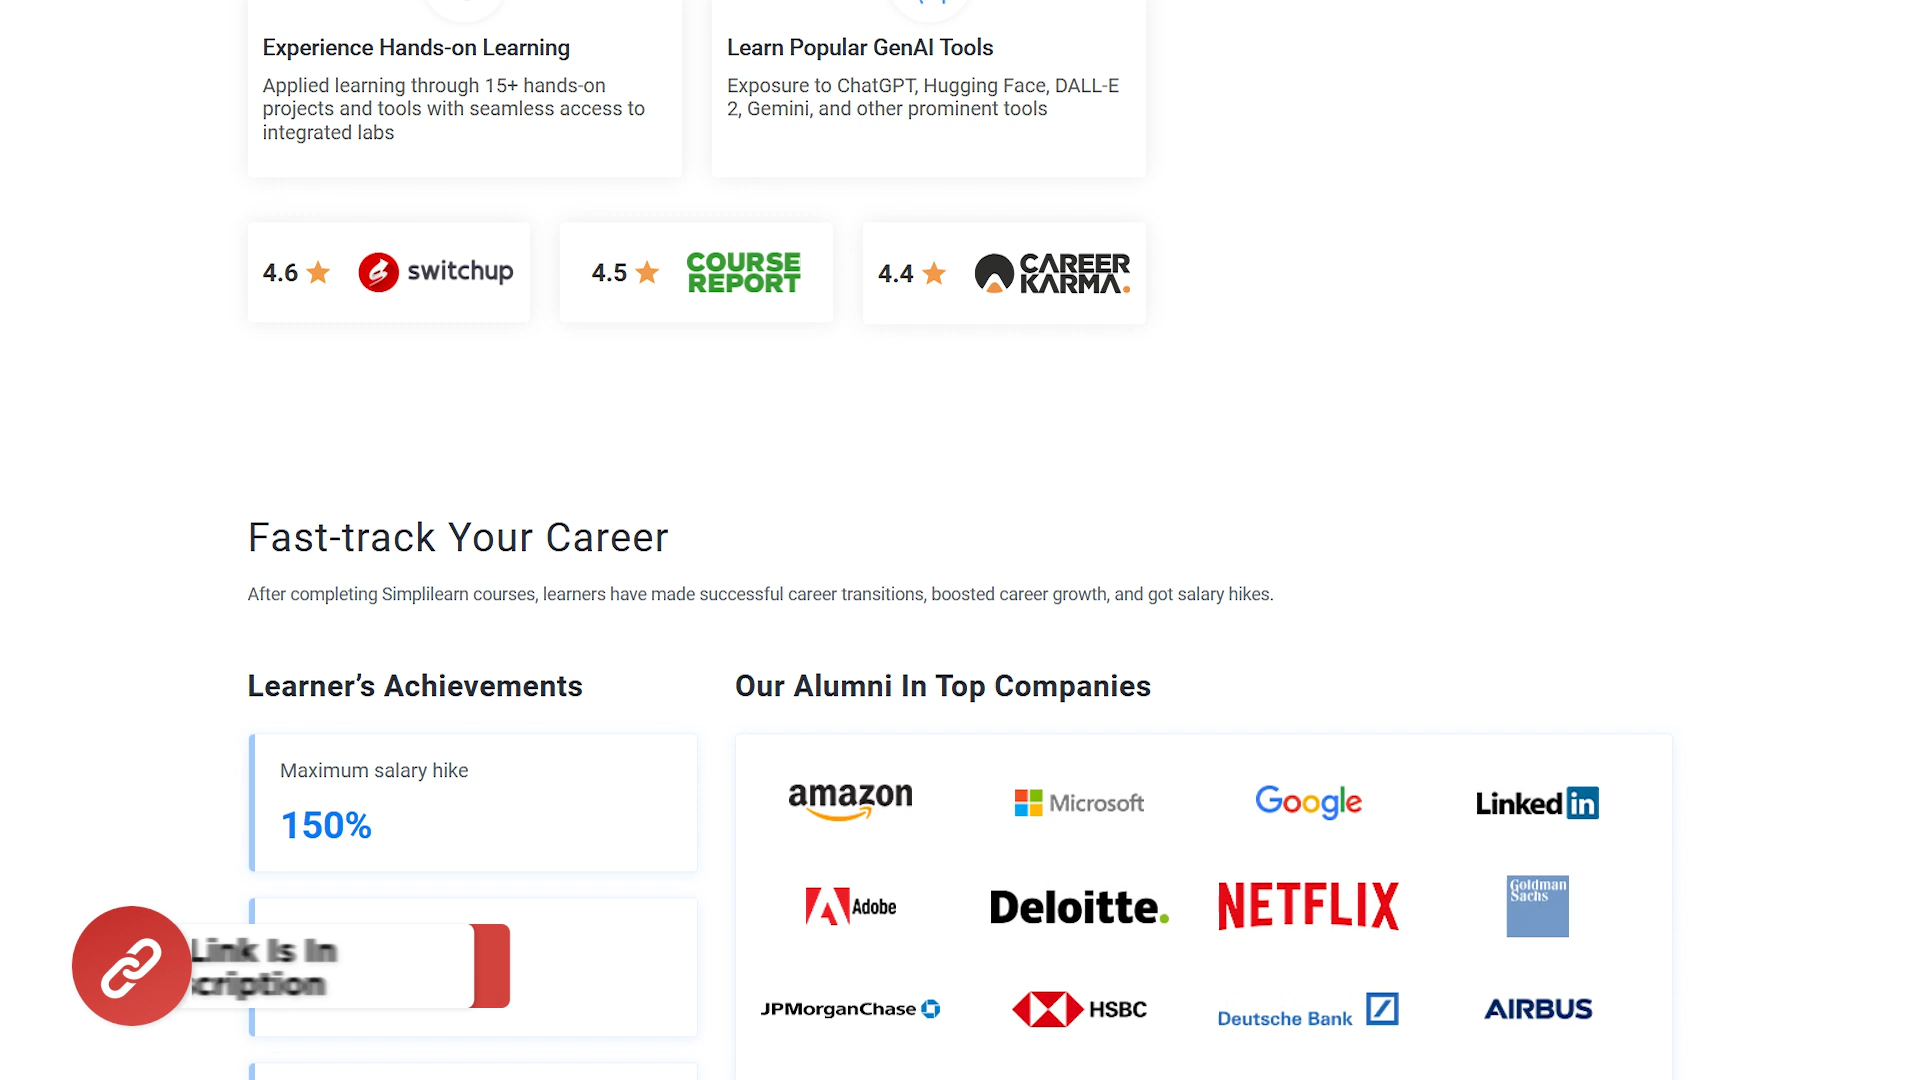 Experience Hands-on Learning
Applied learning through 15+ hands-on
projects and tools with seamless access to
integrated labs
Learn Popular GenAI Tools
Exposure to ChatGPT, Hugging Face, DALL-E
2, Gemini, and other prominent tools
4.6 switchup
4.5 COURSE
REPORT
4.4 CAREER
KARMA.
Fast-track Your Career
After completing Simplilearn courses, learners have made successful career transitions, boosted career growth, and got salary hikes.
Learner’s Achievements
Maximum salary hike
150%
Link Is In
cription
Our Alumni In Top Companies
amazon Microsoft Google Linked in
Adobe Deloitte. NETFLIX Goldman
Sachs
JPMorganChase HSBC Deutsche Bank AIRBUS